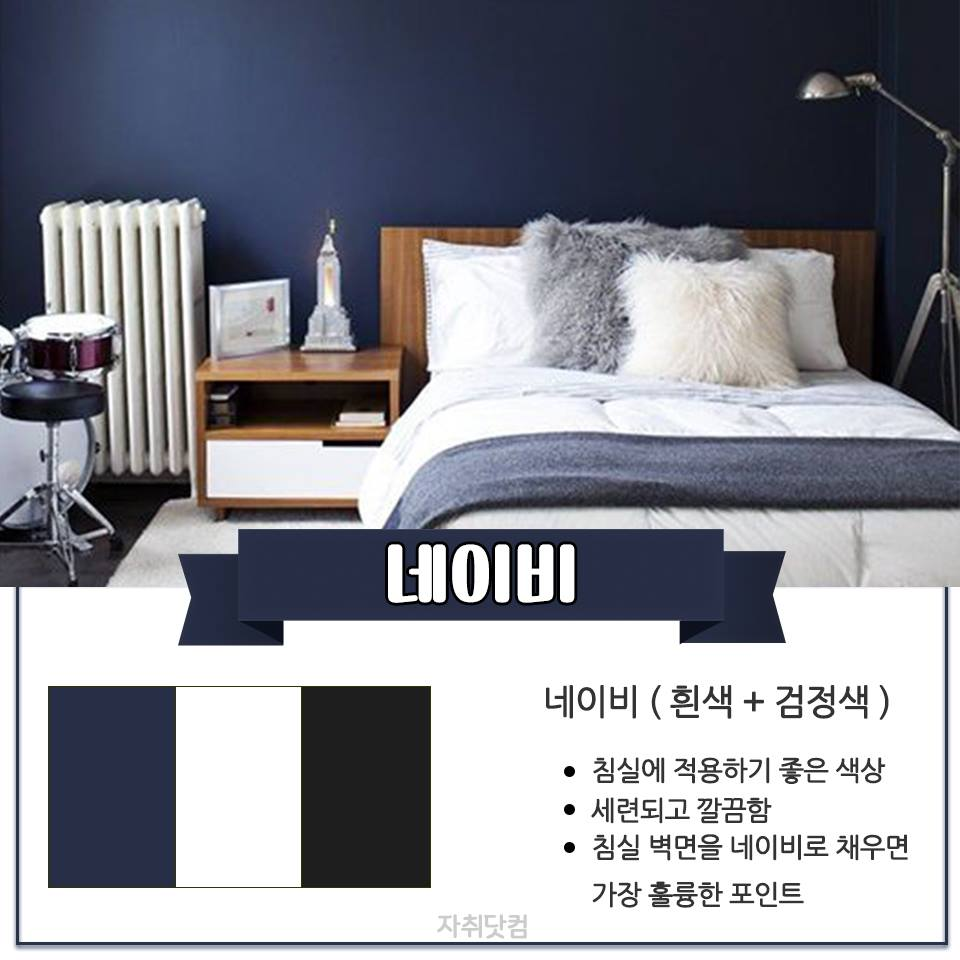 네이비
네이비 ( 흰색 + 검정색 )
• 침실에 적용하기 좋은 색상
• 세련되고 깔끔함
• 침실 벽면을 네이비로 채우면
가장 훌륭한 포인트
자취닷컴